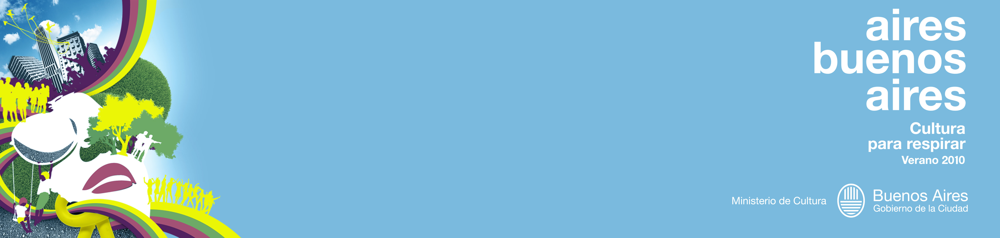 aires
buenos
aires
Cultura
para respirar
Verano 2010
Ministerio de Cultura
Buenos Aires
Gobierno de la Ciudad